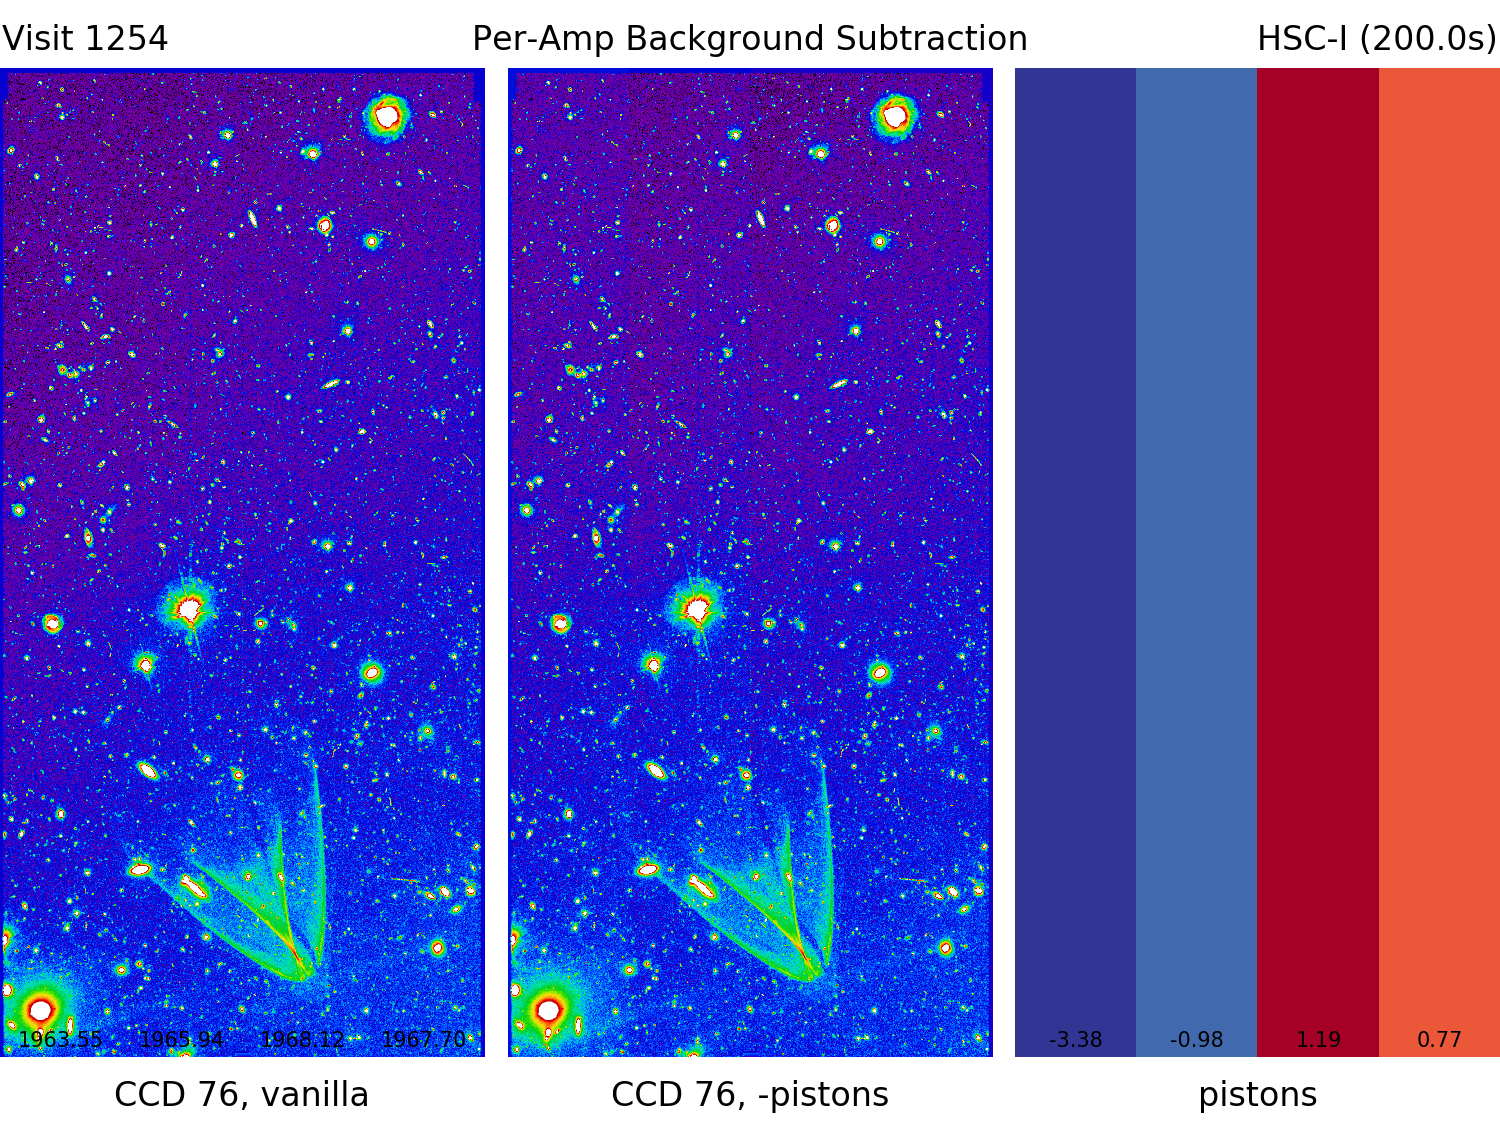 Visit 1254 Per-Amp Background Subtraction HSC-I (200.0s)
1963.55 1965.94 1968.12 1967.70 -3.38 -0.98 1.19 0.77
CCD 76, vanilla CCD 76, -pistons pistons